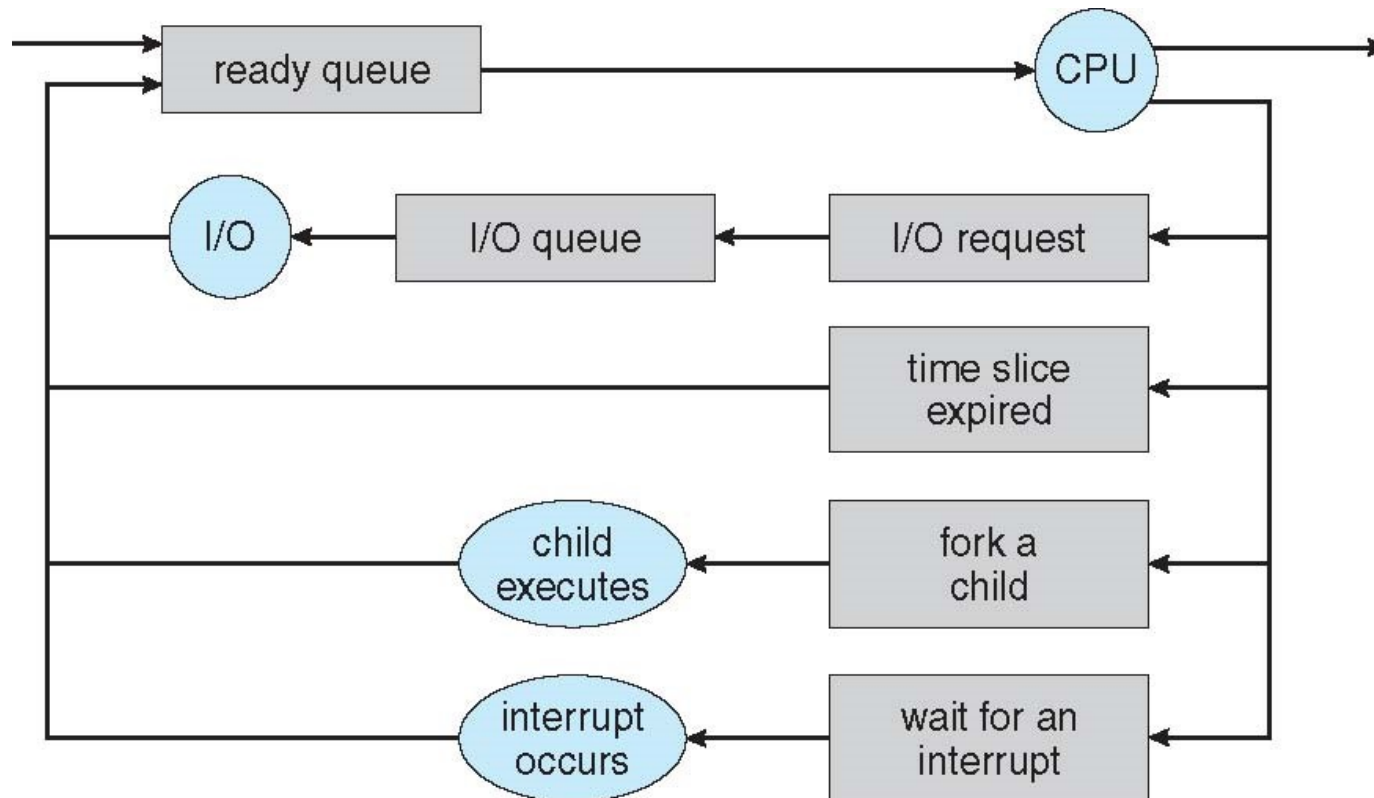 ready queue
CPU
I/O
I/O queue
I/O request
time slice
expired
child
executes
fork a
child
interrupt
occurs
wait for an
interrupt